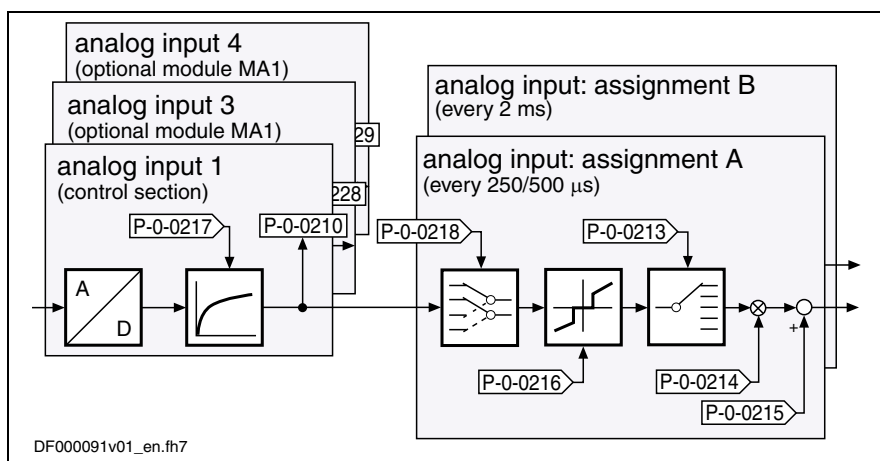 analog input 4
(optional module MA1)
analog input 3
(optional module MA1)
29
analog input 1
(control section)
228
P-0-0217
P-0-0210
A
D
analog input: assignment B
(every 2 ms)
analog input: assignment A
(every 250/500 µs)
P-0-0218
P-0-0213
P-0-0216
P-0-0214
+
P-0-0215
DF000091v01_en.fh7